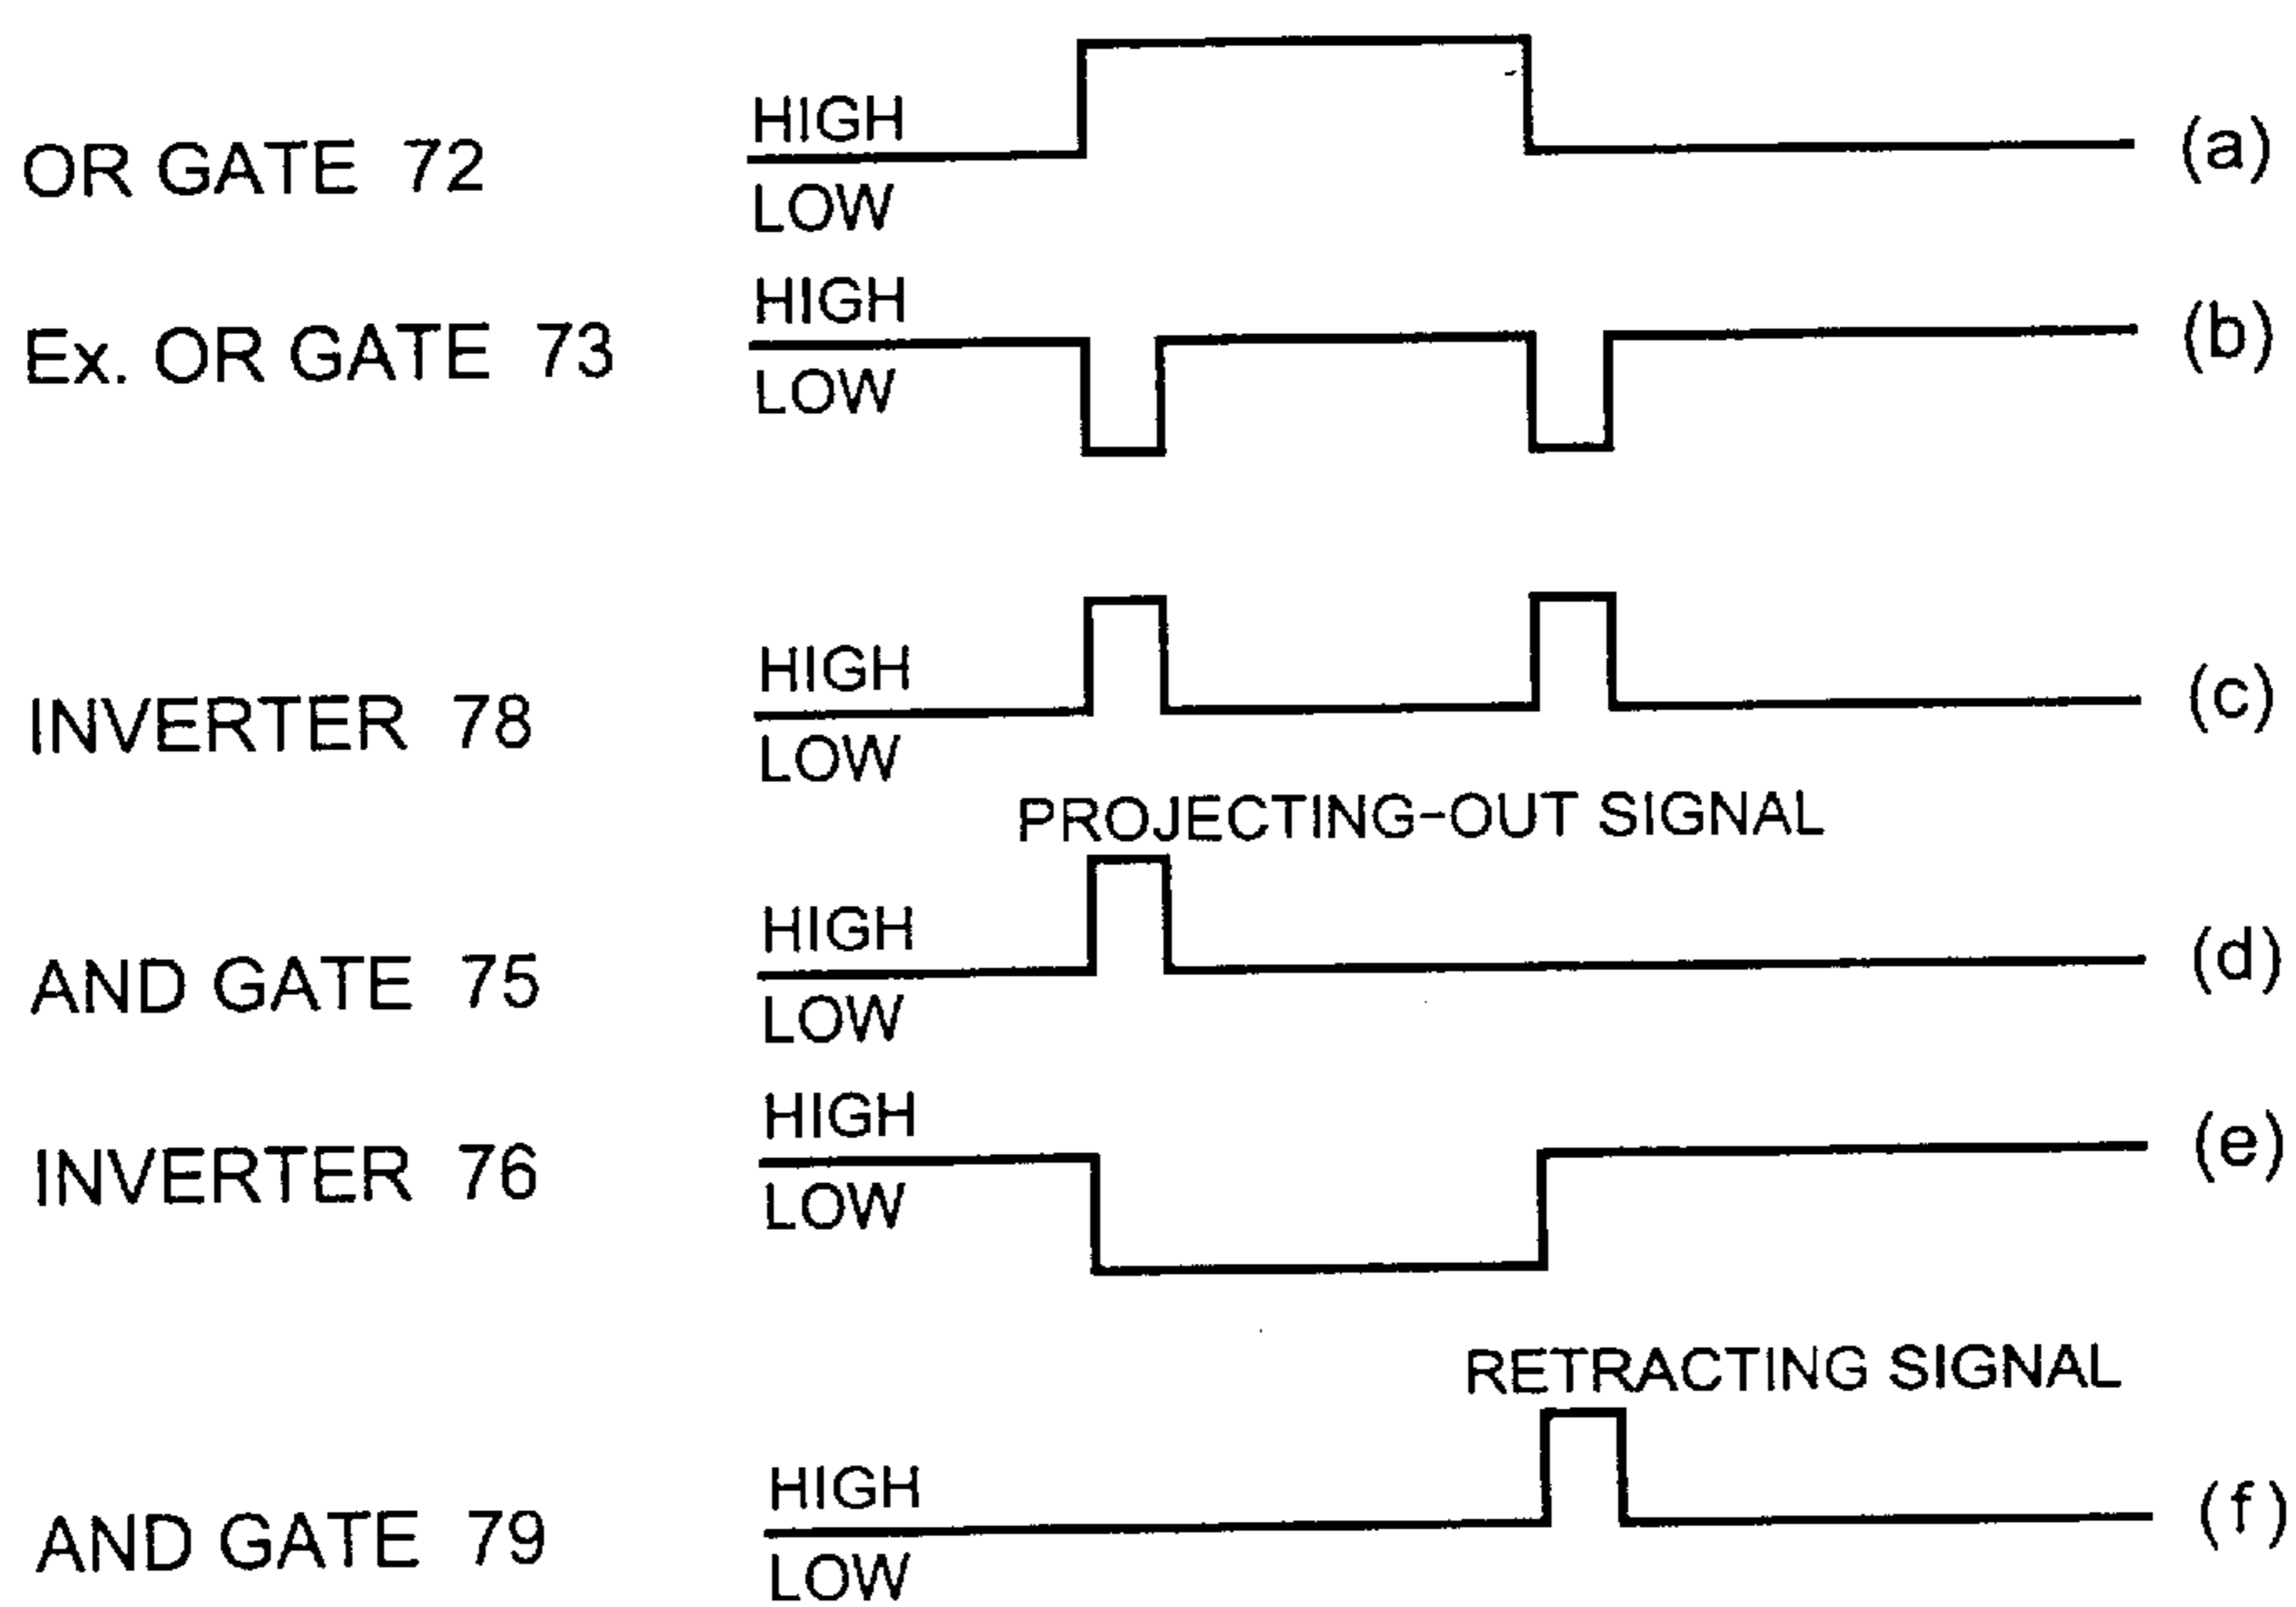 HIGH
OR GATE 72
(a)
LOW
HIGH
Ex. OR GATE 73
(b)
LOW
HIGH
INVERTER 78
(c)
LOW
PROJECTING-OUT SIGNAL
HIGH
AND GATE 75
(d)
LOW
HIGH
INVERTER 76
(e)
LOW
RETRACTING SIGNAL
HIGH
AND GATE 79
(f)
LOW